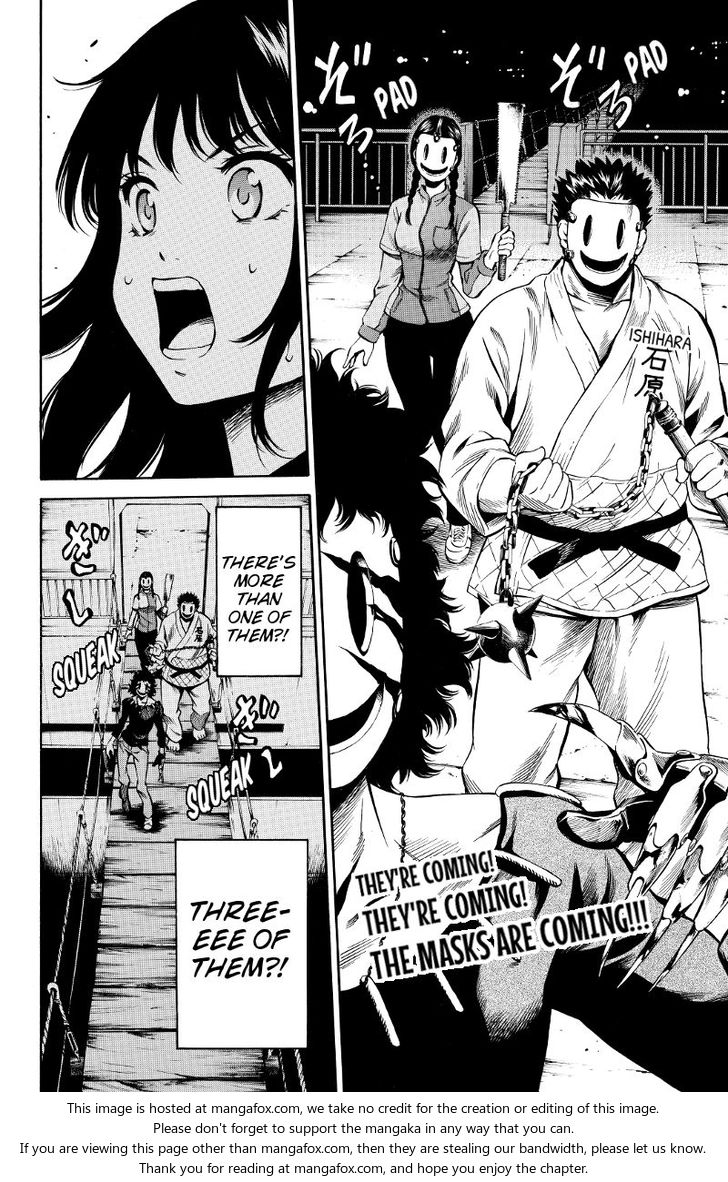 ぞろ
PAD
ぞろ
PAD
ISHIHARA
石
原
THERE'S
MORE
THAN
ONE OF
THEM?!
ぎ゛し
SQUEAK
ぎ゛し
SQUEAK
THREE-
EEE OF
THEM?!
THEY'RE COMING!
THEY'RE COMING!
THE MASKS ARE COMING!!!
This image is hosted at mangafox.com, we take no credit for the creation or editing of this image.
Please don't forget to support the mangaka in any way that you can.
If you are viewing this page other than mangafox.com, then they are stealing our bandwidth, please let us know.
Thank you for reading at mangafox.com, and hope you enjoy the chapter.